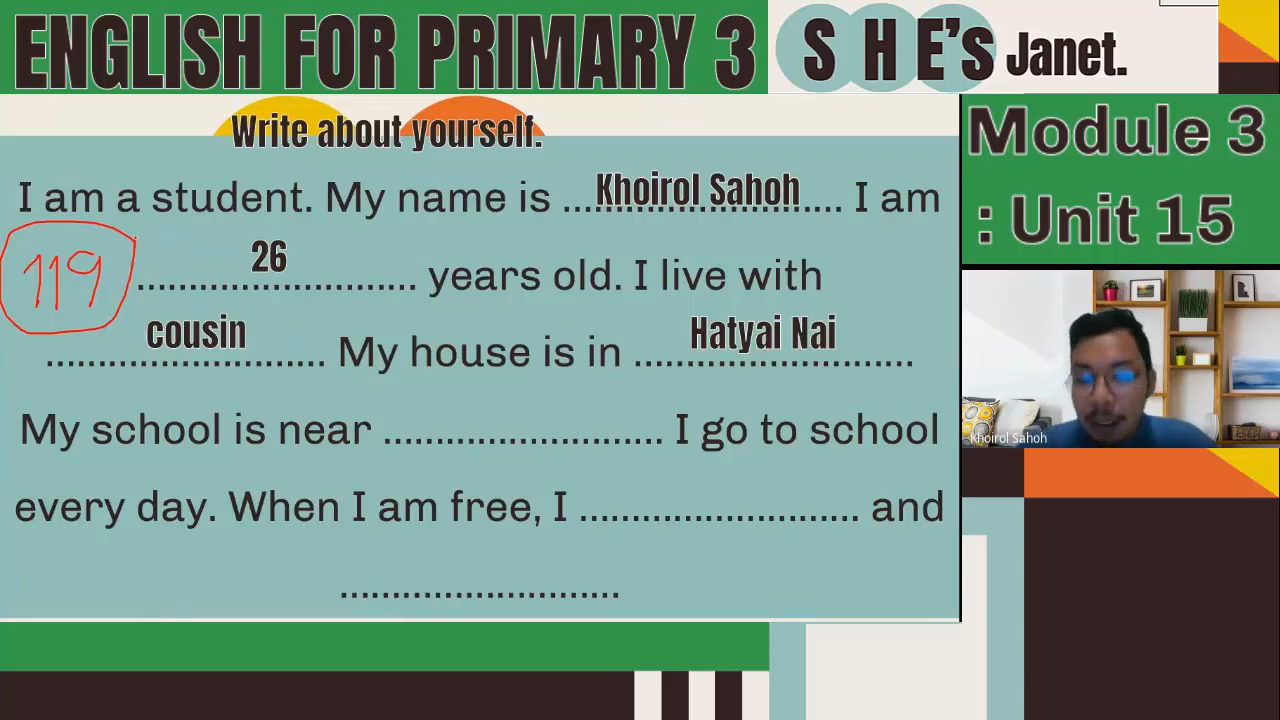 ENGLISH FOR PRIMARY 3
S H E's Janet.
Module 3
: Unit 15
Write about yourself.
I am a student. My name is ...Khoirol Sahoh.... I am
119 ...26... years old. I live with
...cousin... My house is in ...Hatyai Nai...
My school is near ........................... I go to school
every day. When I am free, I ........................... and
...........................
Khoirol Sahoh